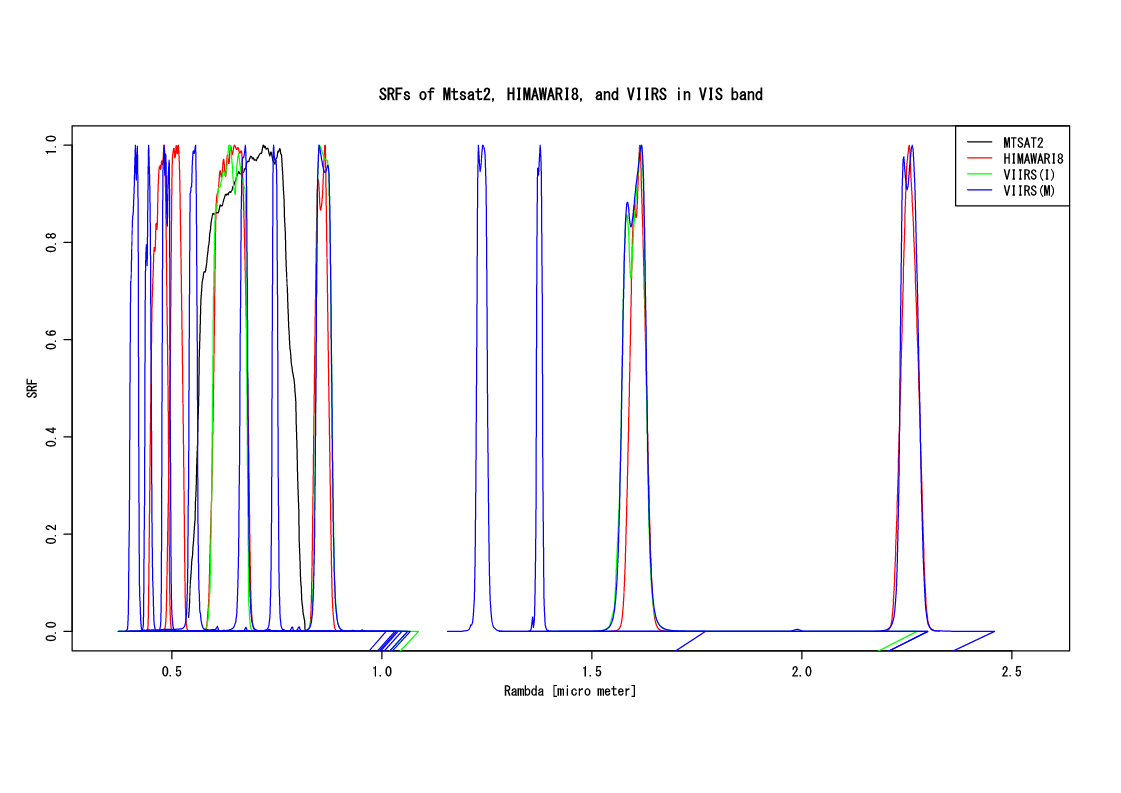 SRFs of Mtsat2, HIMAWARI8, and VIIRS in VIS band
MTSAT2
HIMAWARI8
VIIRS(I)
VIIRS(M)
SRF
1.0
0.8
0.6
0.4
0.2
0.0
0.5 1.0 1.5 2.0 2.5
Rambda [micro meter]